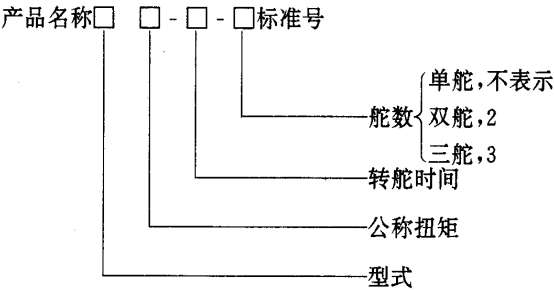 产品名称□ □-□-□标准号
单舵,不表示
舵数 双舵,2
三舵,3
转舵时间
公称扭矩
型式